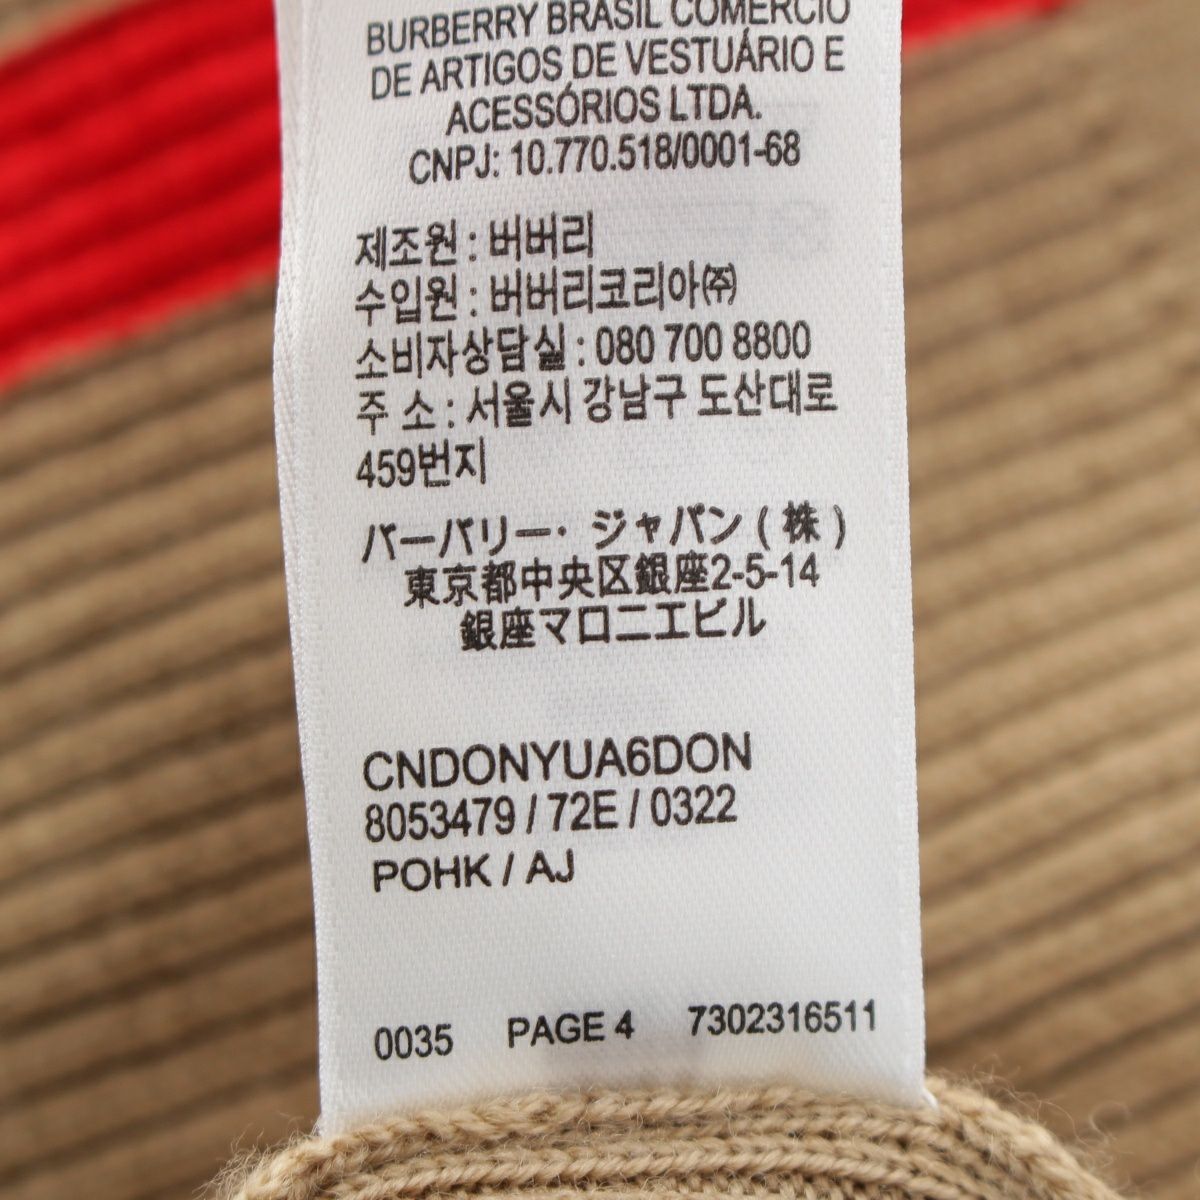 BURBERRY BRASIL COMERCIO
DE ARTIGOS DE VESTUÁRIO E
ACESSÓRIOS LTDA.
CNPJ: 10.770.518/0001-68
제조원 : 버버리
수입원 : 버버리코리아㈜
소비자상담실 : 080 700 8800
주 소 : 서울시 강남구 도산대로
459번지
バーバリー・ジャパン ( 株 )
東京都中央区銀座2-5-14
銀座マロニエビル
CNDONYUA6DON
8053479 / 72E / 0322
POHK / AJ
0035 PAGE 4 7302316511